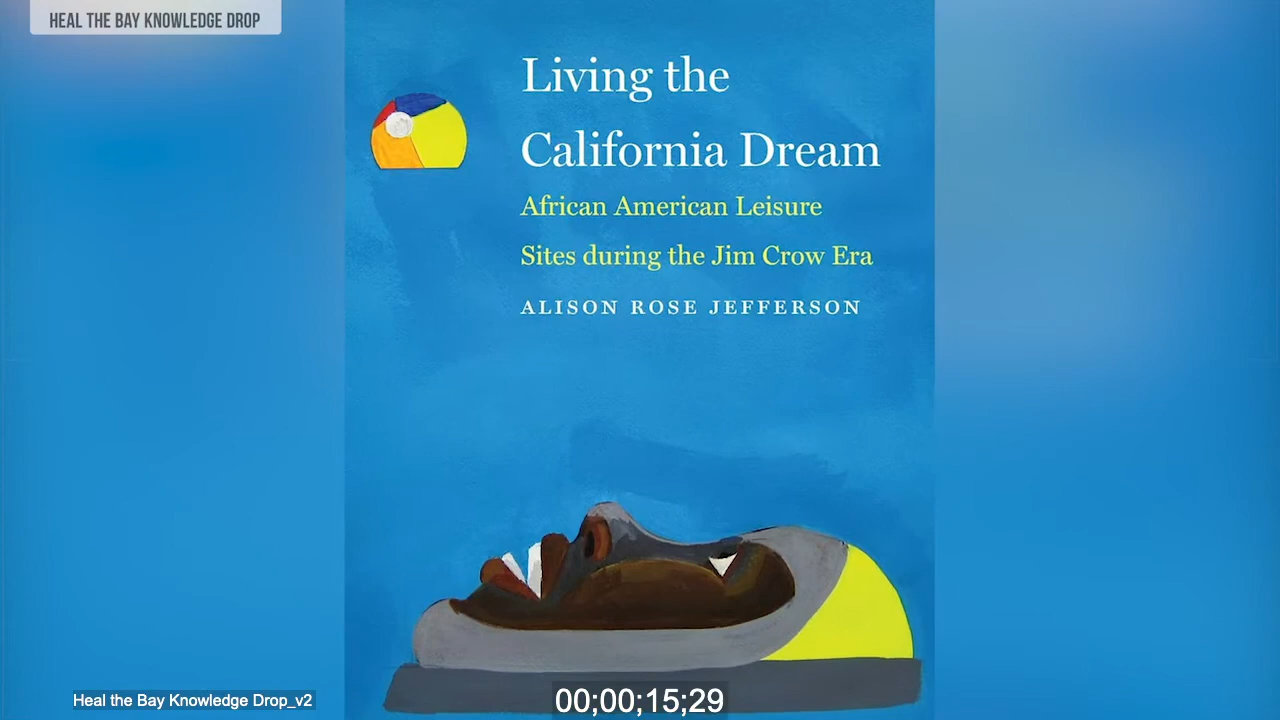 HEAL THE BAY KNOWLEDGE DROP
Living the
California Dream
African American Leisure
Sites during the Jim Crow Era
ALISON ROSE JEFFERSON
Heal the Bay Knowledge Drop_v2
00;00;15;29